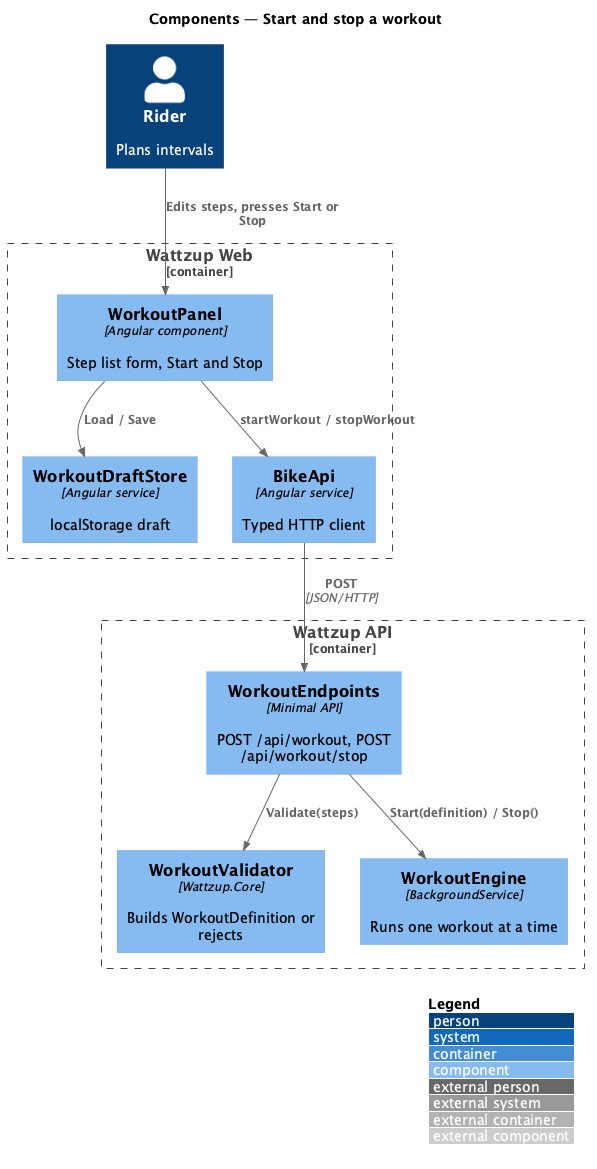 Components — Start and stop a workout
Rider
Plans intervals
Edits steps, presses Start or
Stop
Wattzup Web
[container]
WorkoutPanel
[Angular component]
Step list form, Start and Stop
Load / Save
startWorkout / stopWorkout
WorkoutDraftStore
[Angular service]
localStorage draft
BikeApi
[Angular service]
Typed HTTP client
POST
[JSON/HTTP]
Wattzup API
[container]
WorkoutEndpoints
[Minimal API]
POST /api/workout, POST
/api/workout/stop
Validate(steps)
Start(definition) / Stop()
WorkoutValidator
[Wattzup.Core]
Builds WorkoutDefinition or
rejects
WorkoutEngine
[BackgroundService]
Runs one workout at a time
Legend
person
system
container
component
external person
external system
external container
external component